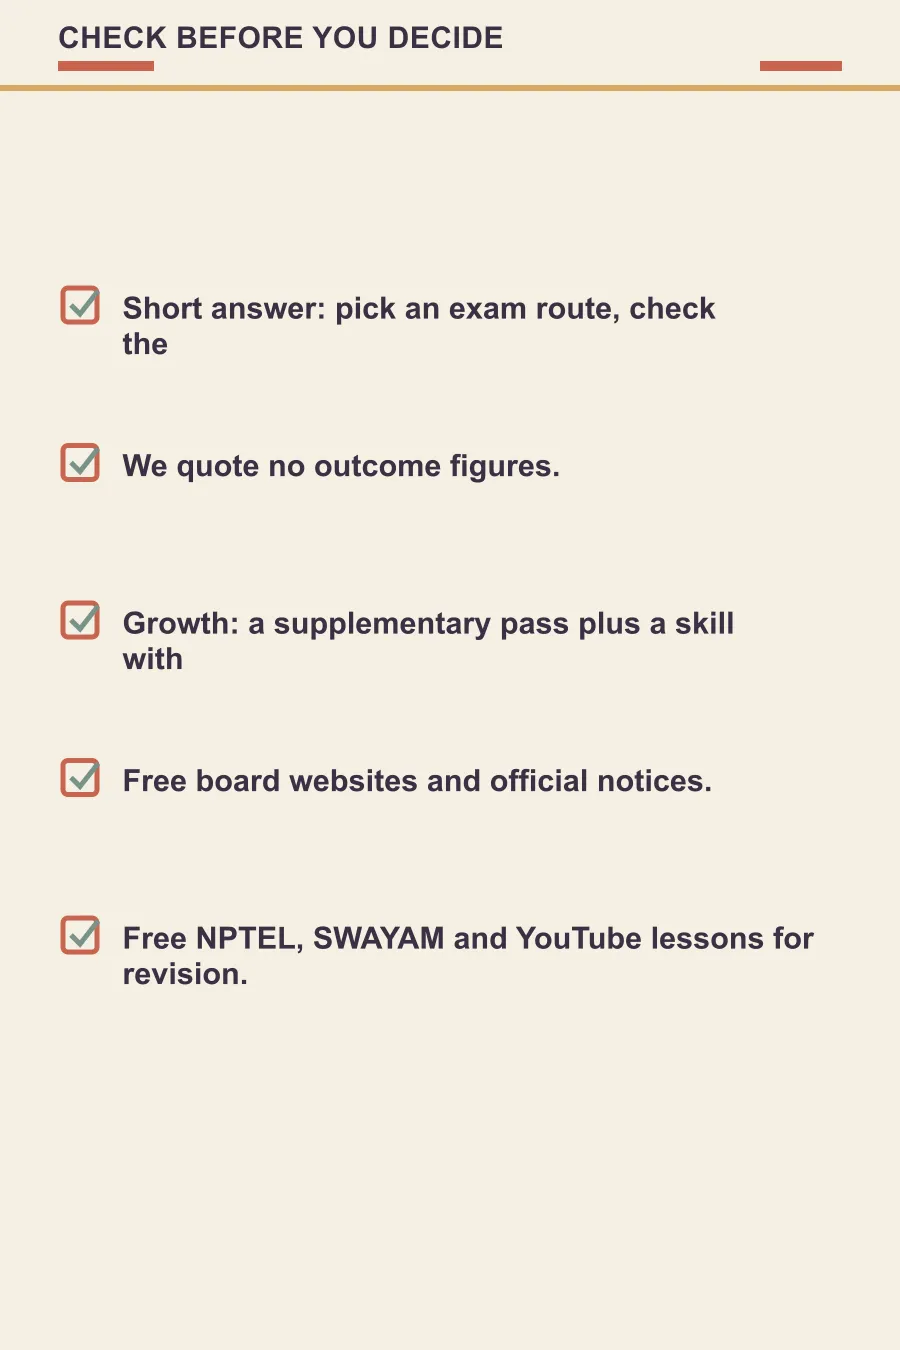 CHECK BEFORE YOU DECIDE
Short answer: pick an exam route, check
the
We quote no outcome figures.
Growth: a supplementary pass plus a skill
with
Free board websites and official notices.
Free NPTEL, SWAYAM and YouTube lessons for
revision.